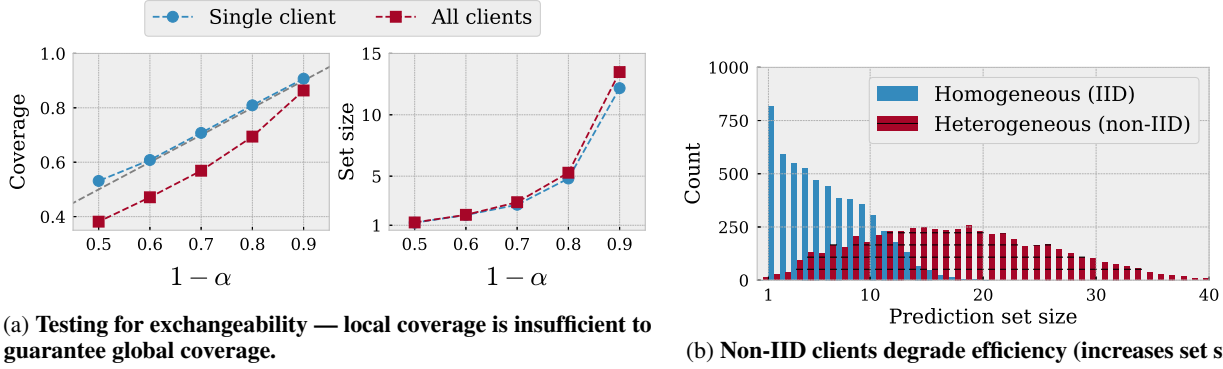 Single client
All clients
1.0
0.8
0.6
0.4
Coverage
0.5 0.6 0.7 0.8 0.9
1 − α
15
10
5
1
Set size
0.5 0.6 0.7 0.8 0.9
1 − α
(a) Testing for exchangeability — local coverage is insufficient to
guarantee global coverage.
Homogeneous (IID)
Heterogeneous (non-IID)
1000
750
500
250
0
Count
1 10 20 30 40
Prediction set size
(b) Non-IID clients degrade efficiency (increases set s